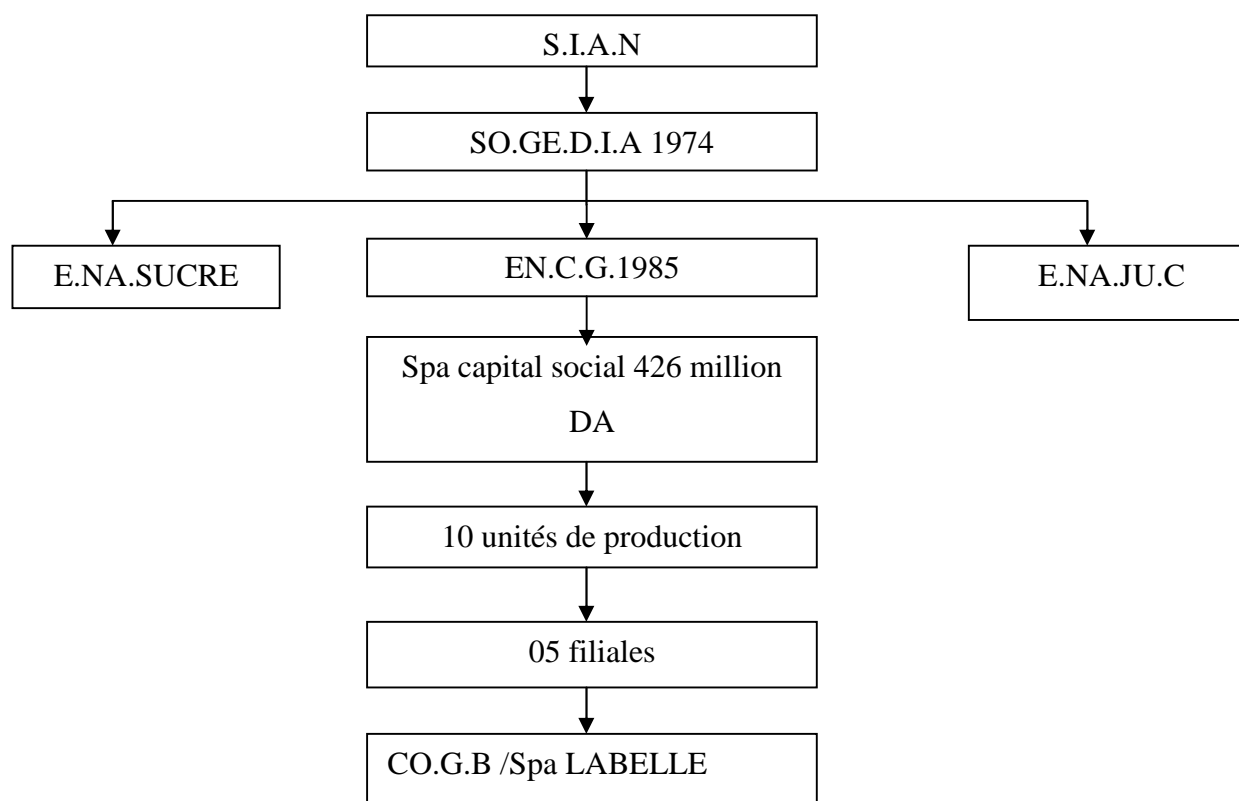 S.I.A.N
SO.GE.D.I.A 1974
E.NA.SUCRE
EN.C.G.1985
E.NA.JU.C
Spa capital social 426 million
DA
10 unités de production
05 filiales
CO.G.B /Spa LABELLE